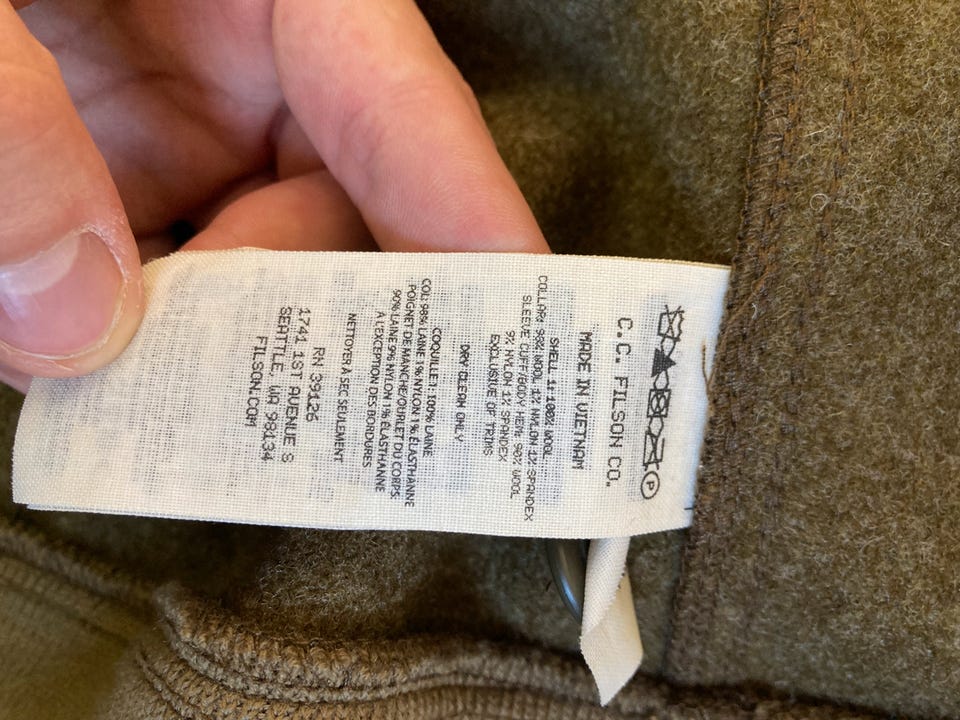 P
C.C. FILSON CO.
MADE IN VIETNAM
SHELL 1: 100% WOOL
COLLAR: 98% WOOL 1% NYLON 1% SPANDEX
SLEEVE CUFF/BODY HEM: 90% WOOL
9% NYLON 1% SPANDEX
EXCLUSIVE OF TRIMS
DRY CLEAN ONLY
COQUILLE 1: 100% LAINE
COL: 98% LAINE 1% NYLON 1% ÉLASTHANNE
POIGNET DE MANCHE/OURLET DU CORPS:
90% LAINE 9% NYLON 1% ÉLASTHANNE
À L'EXCEPTION DES BORDURES
NETTOYER À SEC SEULEMENT
RN 39126
1741 1ST AVENUE S
SEATTLE, WA 98134
FILSON.COM